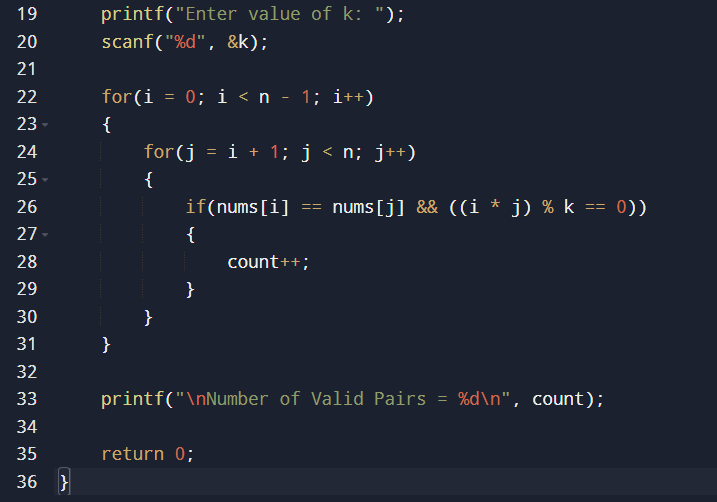 19    printf("Enter value of k: ");
20    scanf("%d", &k);
21
22    for(i = 0; i < n - 1; i++)
23    {
24        for(j = i + 1; j < n; j++)
25        {
26            if(nums[i] == nums[j] && ((i * j) % k == 0))
27            {
28                count++;
29            }
30        }
31    }
32
33    printf("\nNumber of Valid Pairs = %d\n", count);
34
35    return 0;
36 }